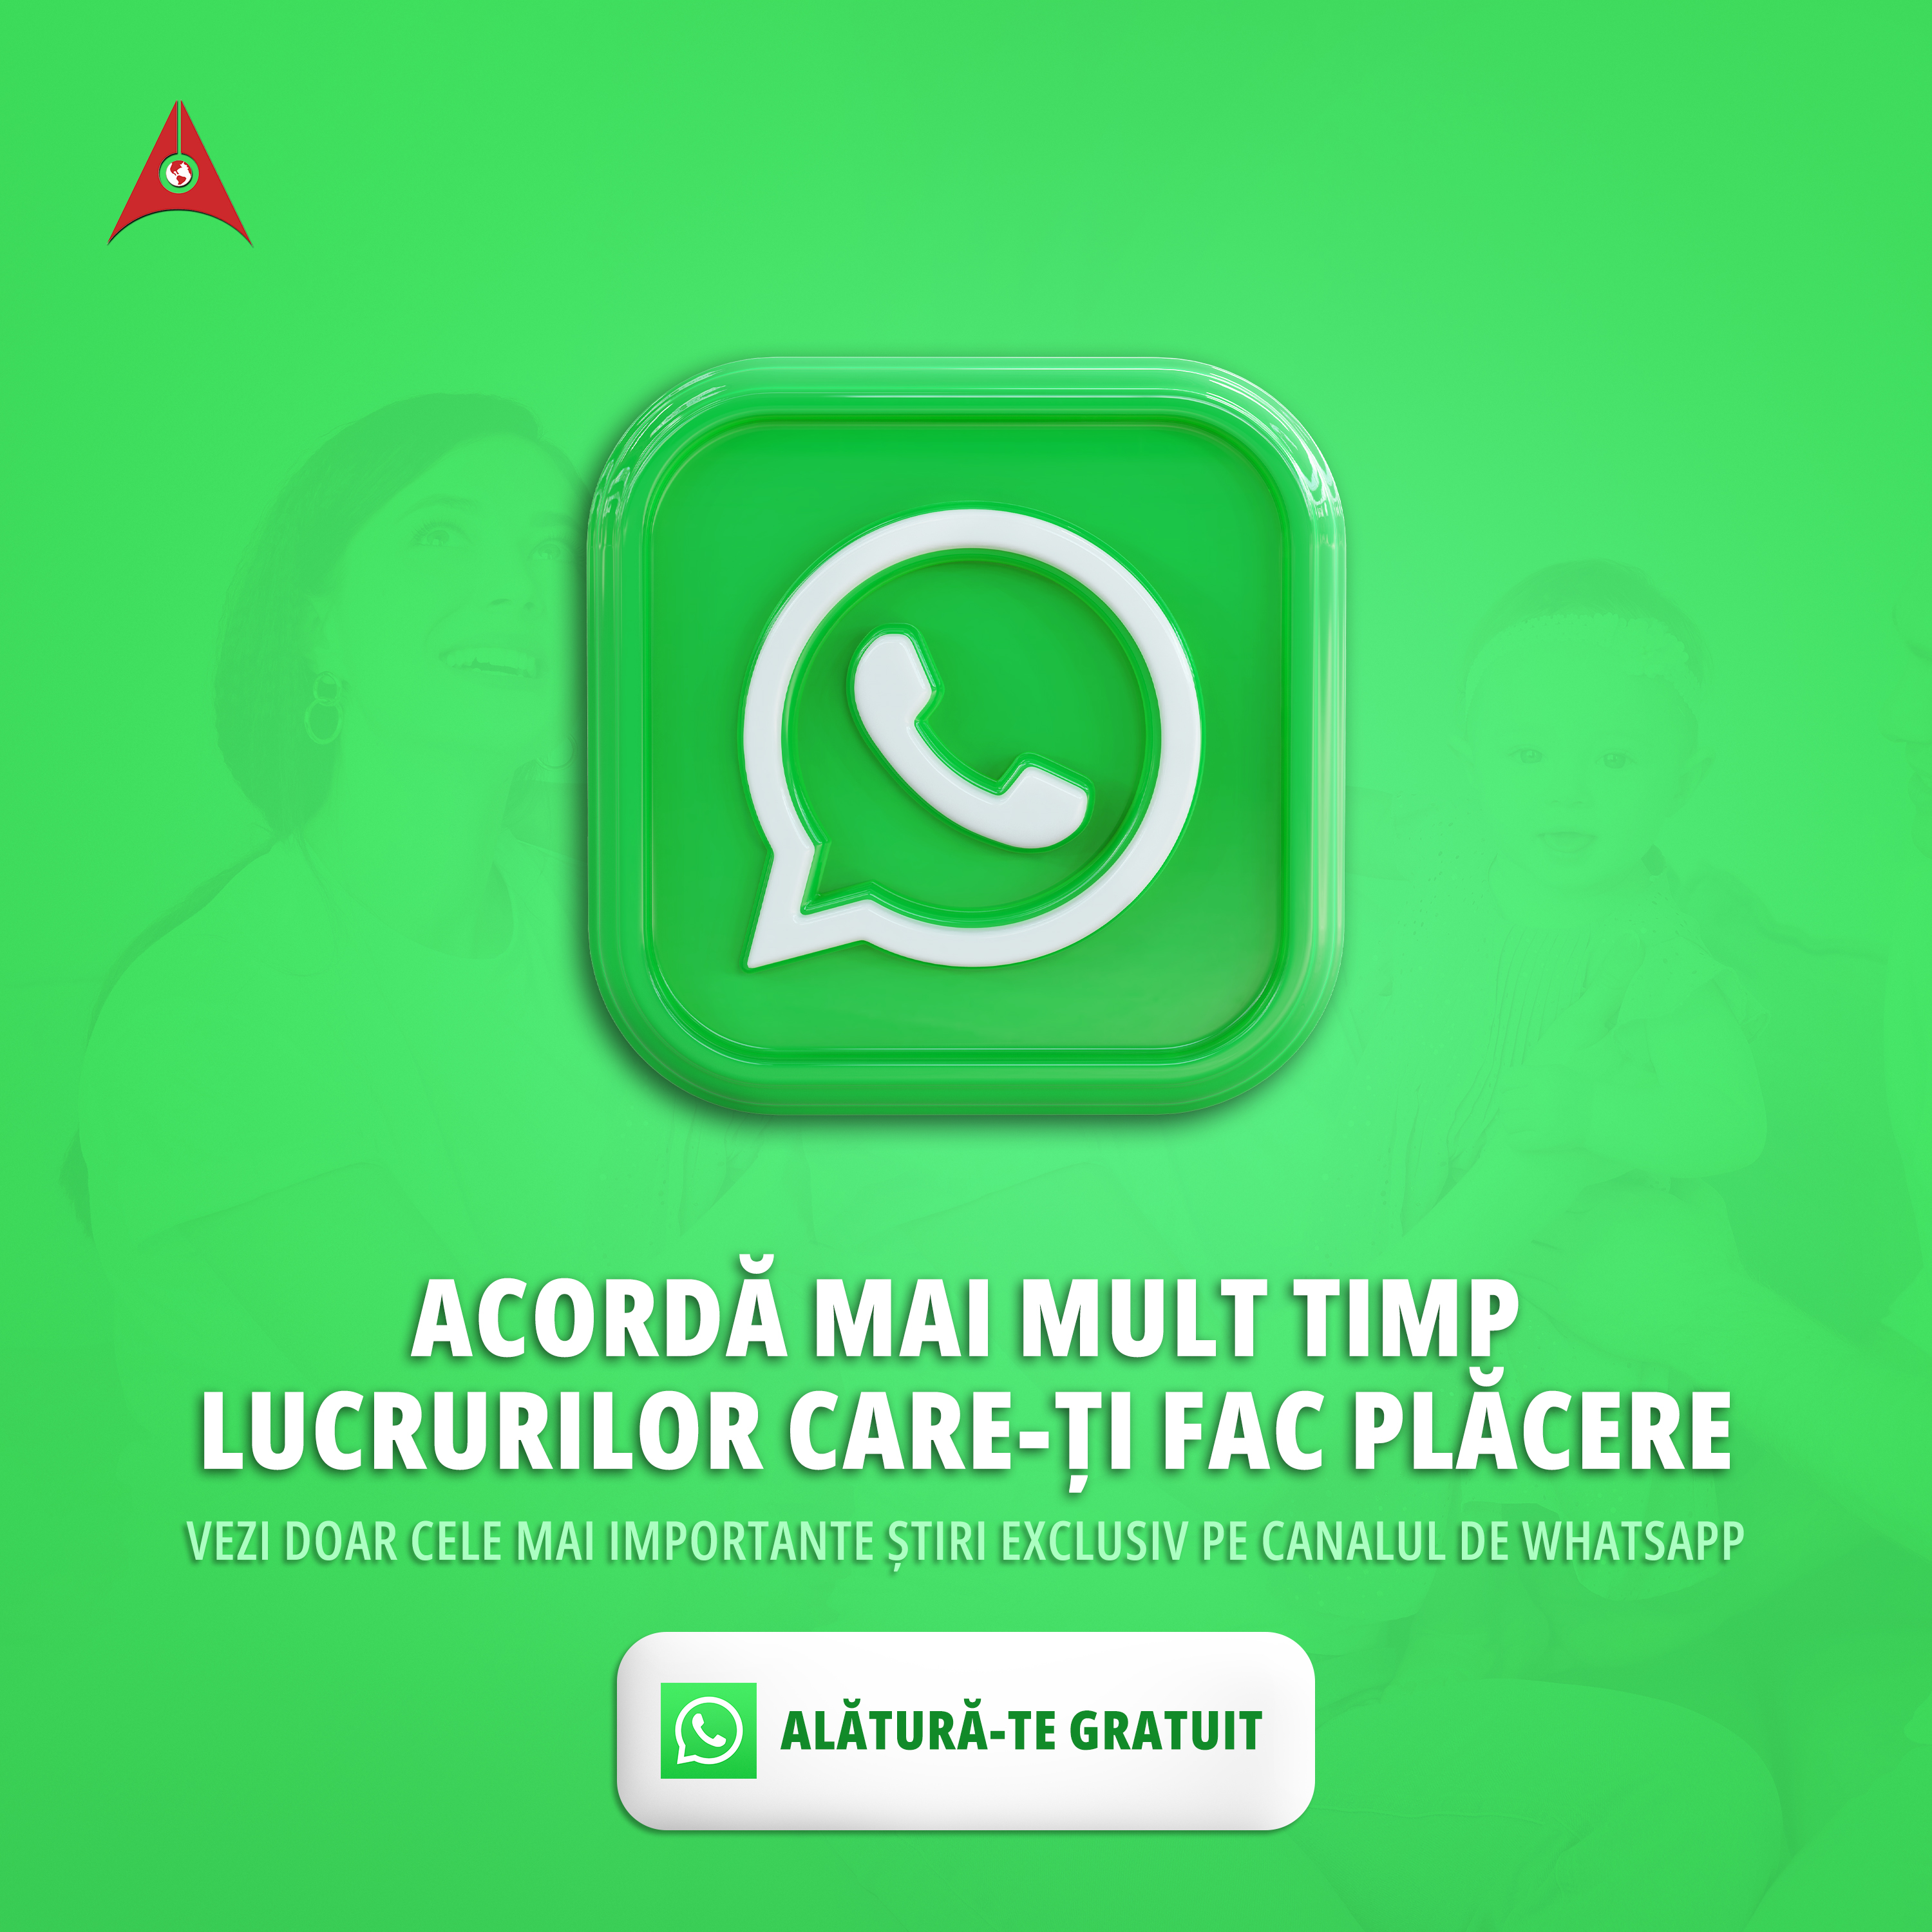 ACORDĂ MAI MULT TIMP
LUCRURILOR CARE-ȚI FAC PLĂCERE
VEZI DOAR CELE MAI IMPORTANTE ȘTIRI EXCLUSIV PE CANALUL DE WHATSAPP
ALĂTURĂ-TE GRATUIT